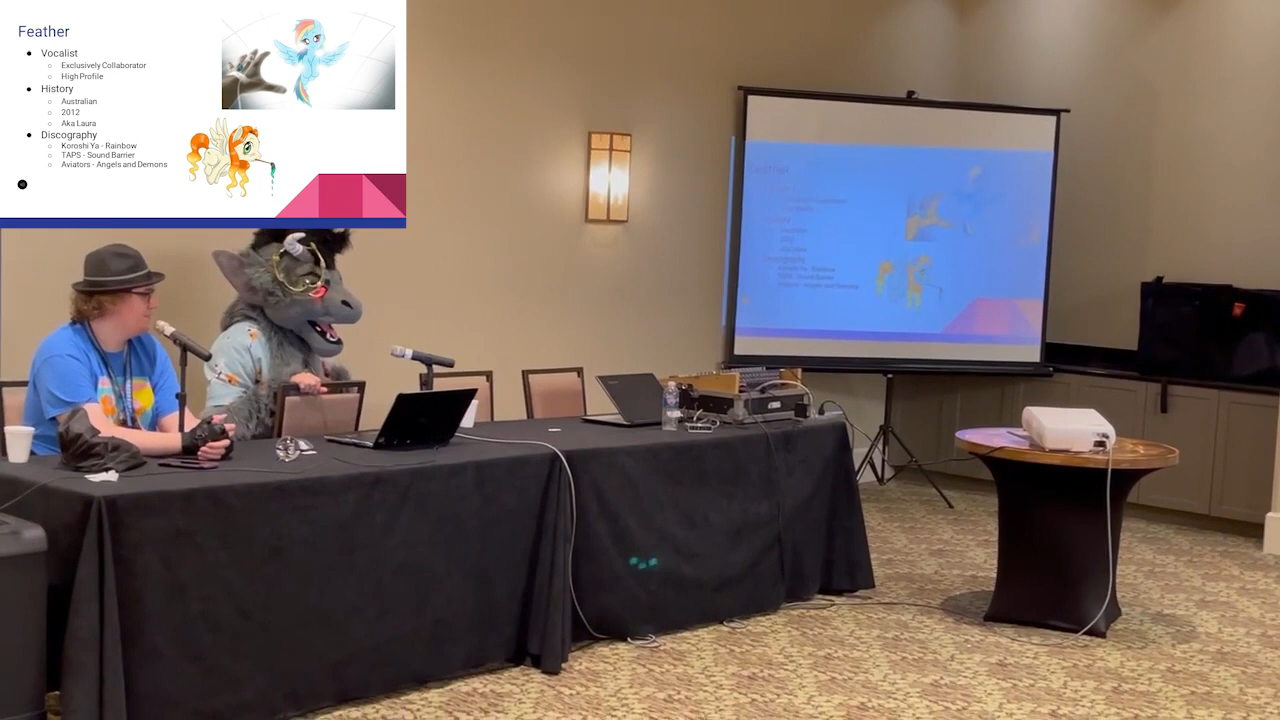 Feather
Vocalist
Exclusively Collaborator
High Profile
History
Australian
2012
Aka Laura
Discography
Koroshi Ya - Rainbow
TAPS - Sound Barrier
Aviators - Angels and Demons